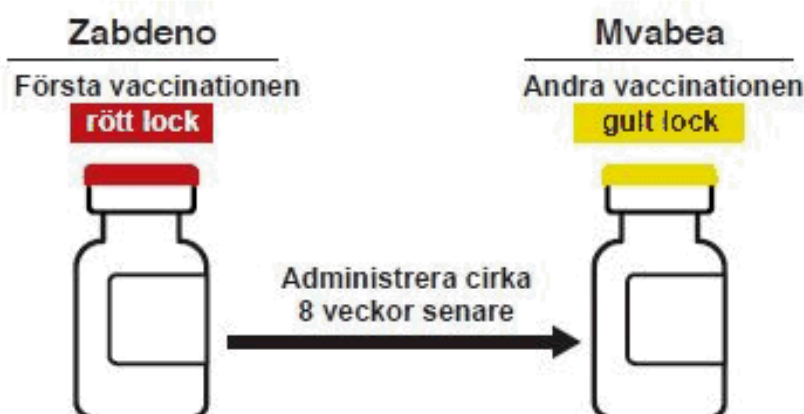 Zabdeno
Första vaccinationen
rött lock
Mvabea
Andra vaccinationen
gult lock
Administrera cirka
8 veckor senare